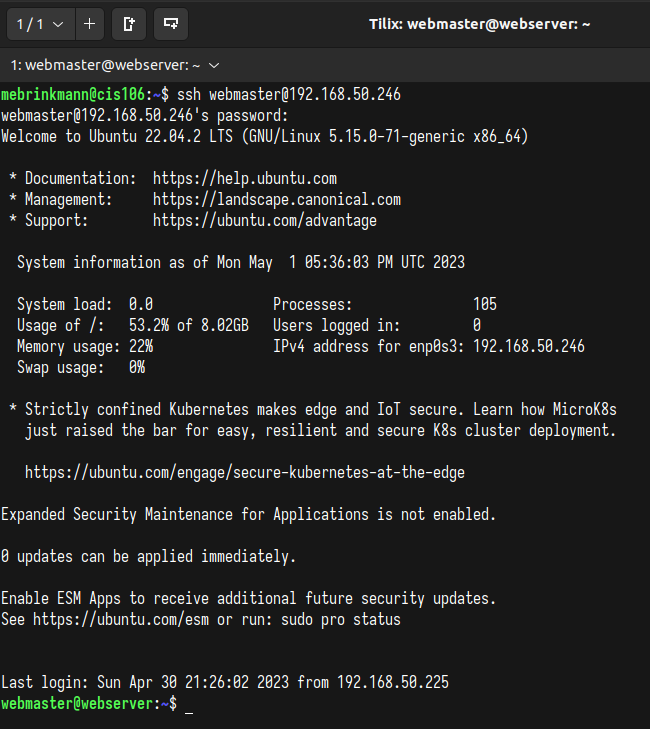 1 / 1
Tilix: webmaster@webserver: ~
1: webmaster@webserver: ~
mebrinkmann@cis106:~$ ssh webmaster@192.168.50.246
webmaster@192.168.50.246's password:
Welcome to Ubuntu 22.04.2 LTS (GNU/Linux 5.15.0-71-generic x86_64)
 * Documentation:  https://help.ubuntu.com
 * Management:     https://landscape.canonical.com
 * Support:        https://ubuntu.com/advantage
  System information as of Mon May  1 05:36:03 PM UTC 2023
  System load:  0.0               Processes:               105
  Usage of /:   53.2% of 8.02GB   Users logged in:         0
  Memory usage: 22%               IPv4 address for enp0s3: 192.168.50.246
  Swap usage:   0%
 * Strictly confined Kubernetes makes edge and IoT secure. Learn how MicroK8s
   just raised the bar for easy, resilient and secure K8s cluster deployment.
   https://ubuntu.com/engage/secure-kubernetes-at-the-edge
Expanded Security Maintenance for Applications is not enabled.
0 updates can be applied immediately.
Enable ESM Apps to receive additional future security updates.
See https://ubuntu.com/esm or run: sudo pro status
Last login: Sun Apr 30 21:26:02 2023 from 192.168.50.225
webmaster@webserver:~$ _